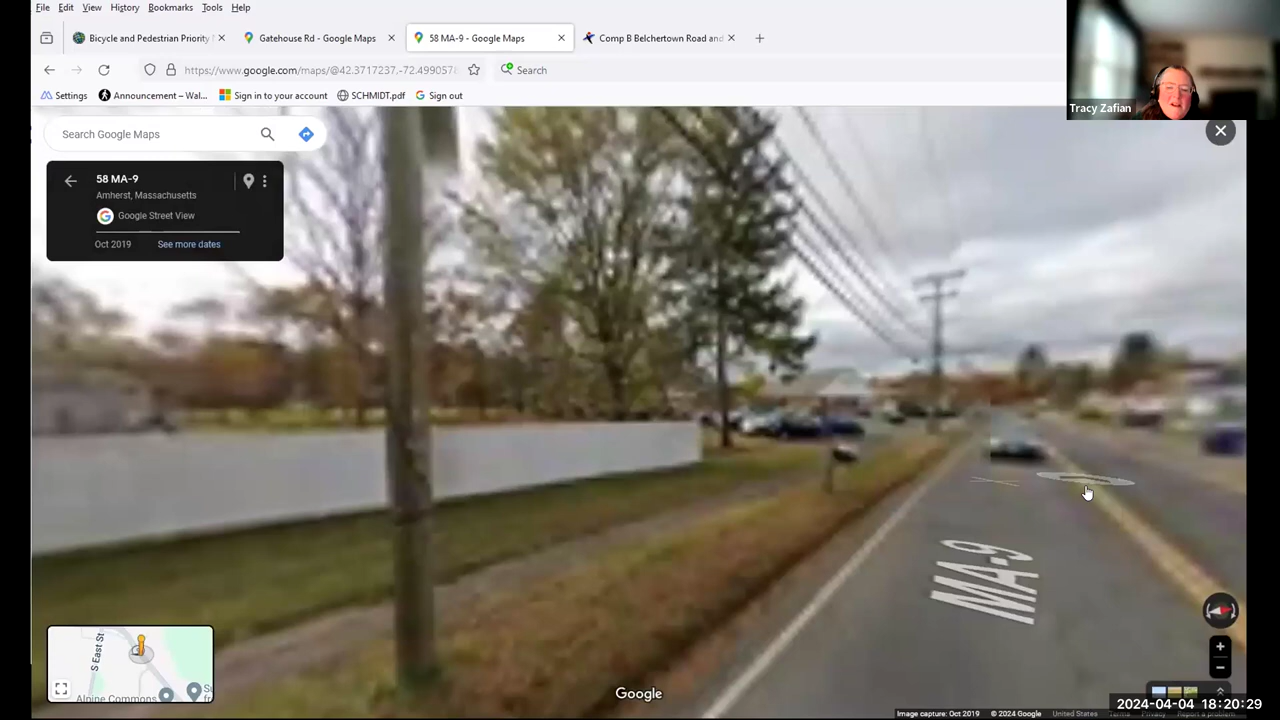 File Edit View History Bookmarks Tools Help
Bicycle and Pedestrian Priority
Gatehouse Rd - Google Maps
58 MA-9 - Google Maps
Comp B Belchertown Road and
https://www.google.com/maps/@42.3717237,-72.4990578
Search
Settings
Announcement – Wal...
Sign in to your account
SCHMIDT.pdf
Sign out
Tracy Zafian
Search Google Maps
58 MA-9
Amherst, Massachusetts
Google Street View
Oct 2019 See more dates
MA-9
S East St
Alpine Commons
Google
2024-04-04 18:20:29
Image capture: Oct 2019 © 2024 Google United States